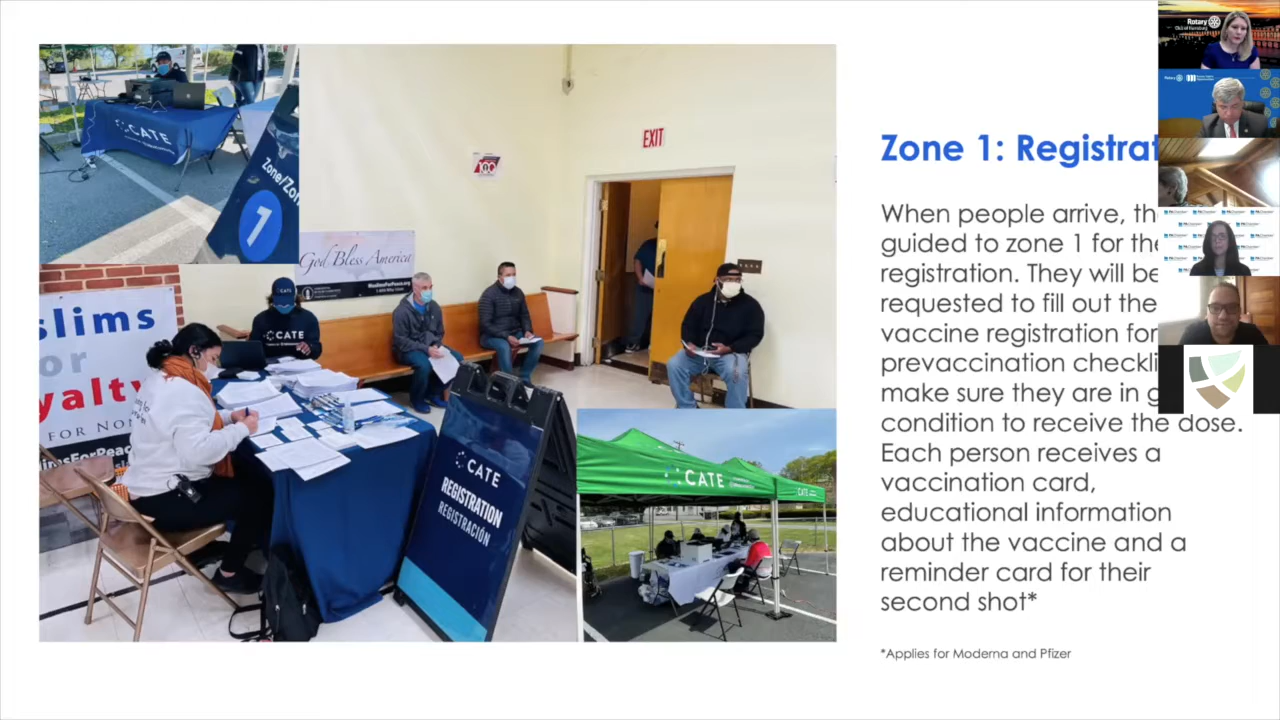 Zone 1: Registrat
When people arrive, th
guided to zone 1 for the
registration. They will be
requested to fill out the
vaccine registration for
prevaccination checkli
make sure they are in g
condition to receive the dose.
Each person receives a
vaccination card,
educational information
about the vaccine and a
reminder card for their
second shot*
*Applies for Moderna and Pfizer
CATE
Zone/Zon
1
God Bless America
EXIT
slims
or
yalty
FOR NON
CATE
CATE
CATE
REGISTRATION
REGISTRACIÓN
CATE
Rotary
Rotary